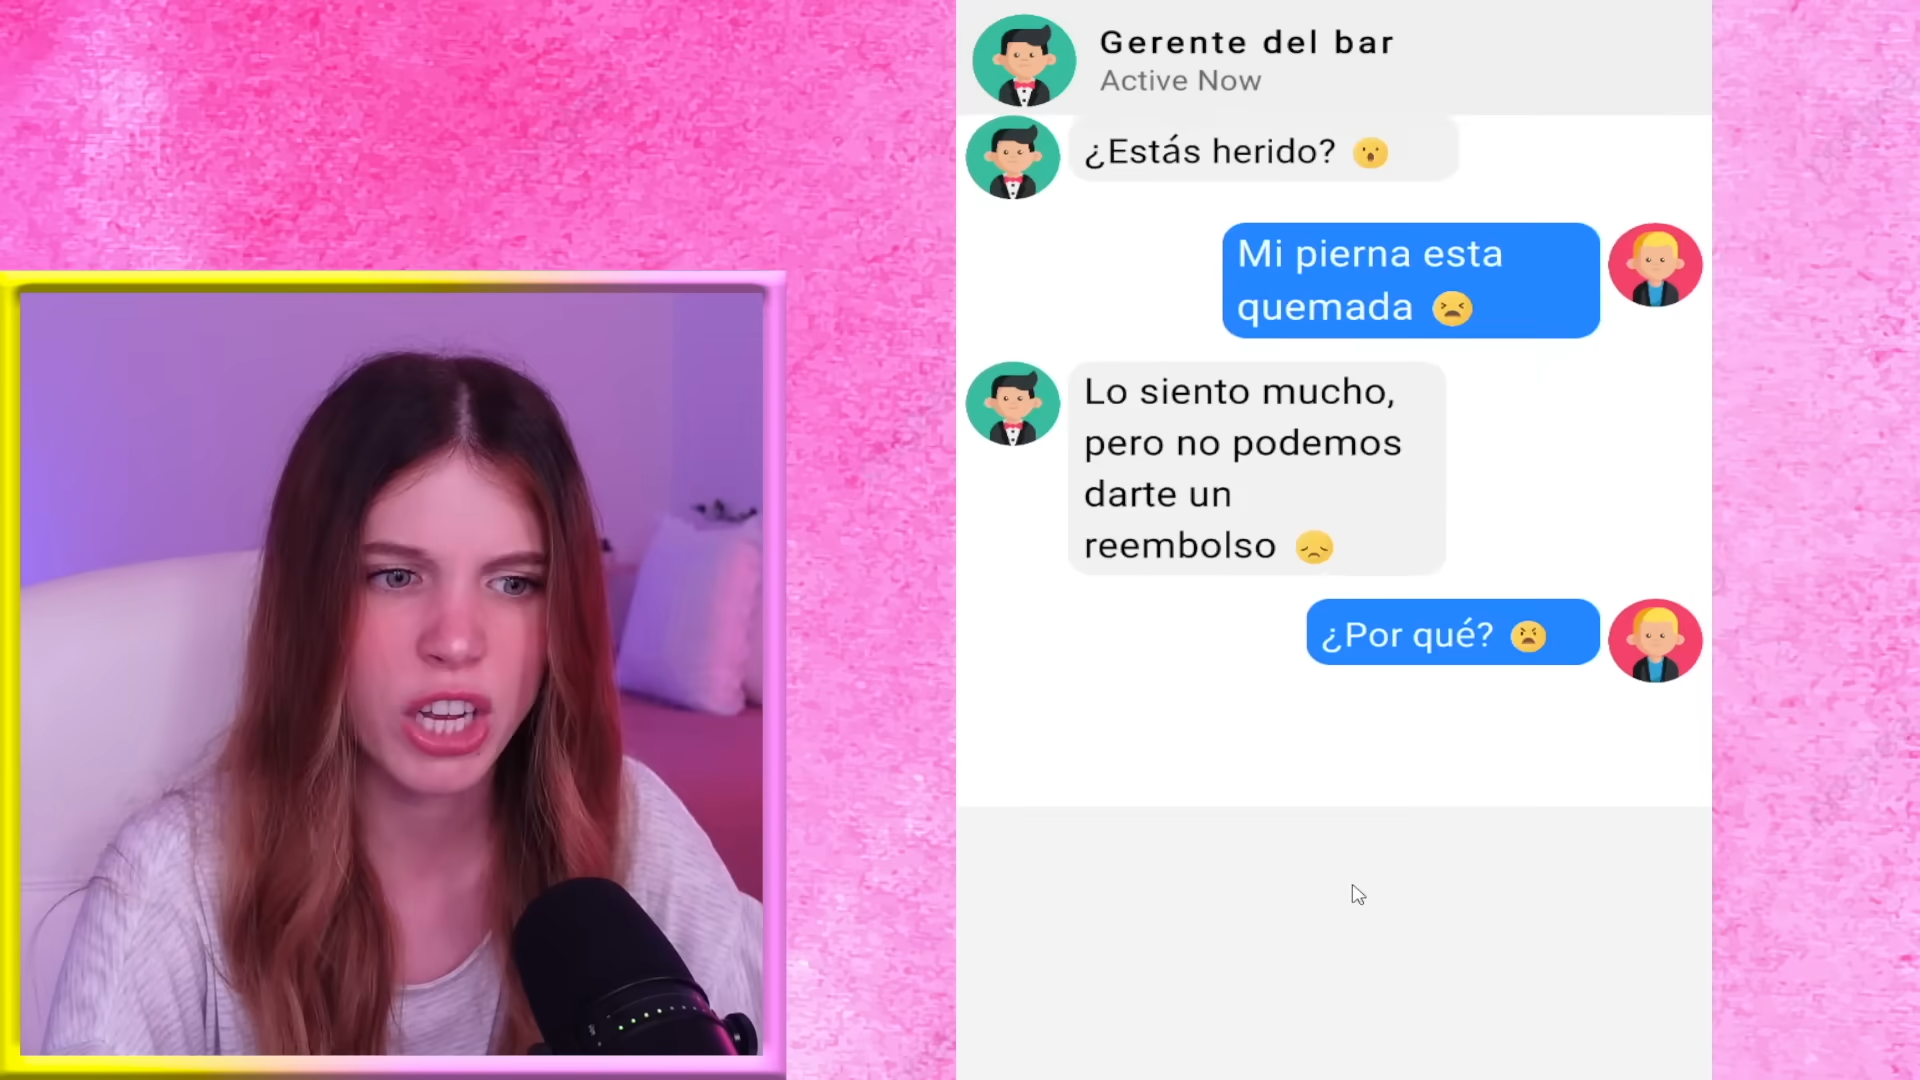 Gerente del bar
Active Now
¿Estás herido? 😮
Mi pierna esta
quemada 😣
Lo siento mucho,
pero no podemos
darte un
reembolso 😞
¿Por qué? 😫